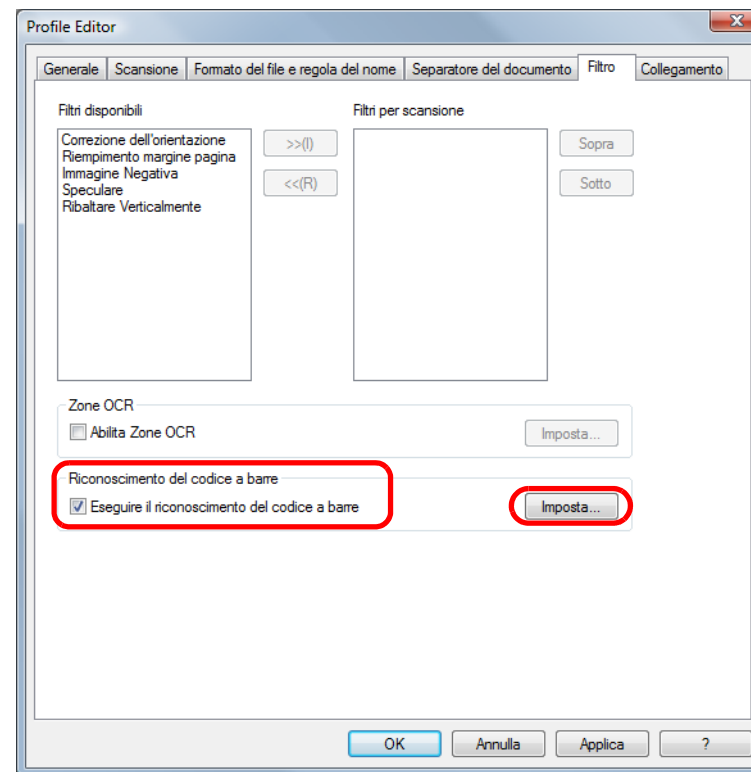 Profile Editor
X
Generale Scansione Formato del file e regola del nome Separatore del documento Filtro Collegamento
Filtri disponibili Filtri per scansione
Correzione dell'orientazione
Riempimento margine pagina
Immagine Negativa
Speculare
Ribaltare Verticalmente
>>(I)
<<(R)
Sopra
Sotto
Zone OCR
Abilita Zone OCR Imposta...
Riconoscimento del codice a barre
Eseguire il riconoscimento del codice a barre Imposta...
OK Annulla Applica ?